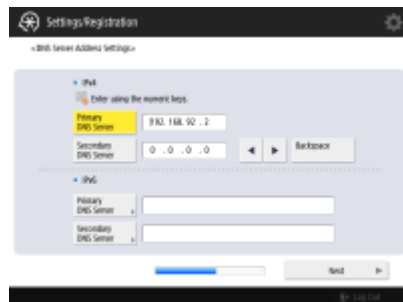 Settings/Registration
<DNS Server Address Settings>
IPv4
Enter using the numeric keys.
Primary
DNS Server
192. 168. 92 . 2
Secondary
DNS Server
0 . 0 . 0 . 0
Backspace
IPv6
Primary
DNS Server
Secondary
DNS Server
Next
Log Out